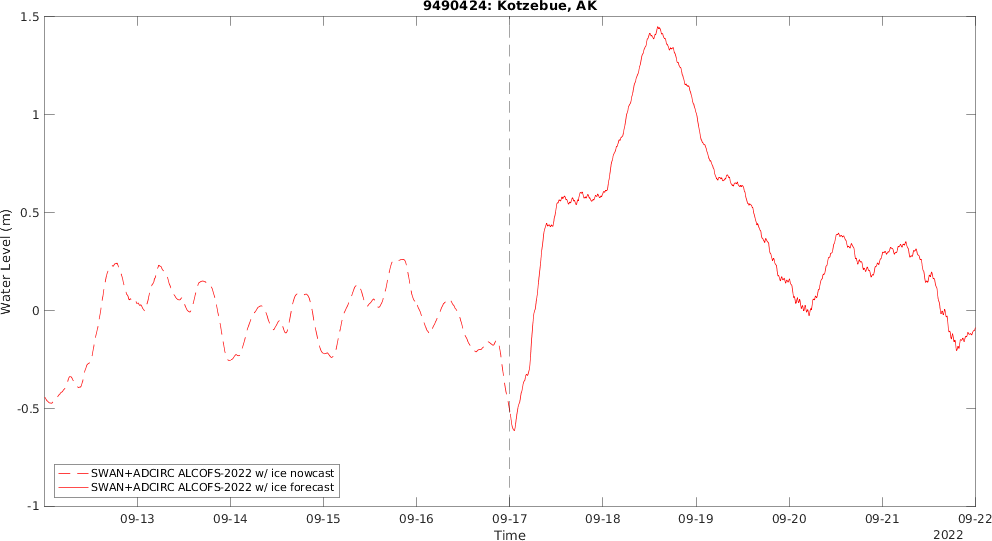 9490424: Kotzebue, AK
1.5
1
0.5
0
-0.5
-1
Water Level (m)
SWAN+ADCIRC ALCOFS-2022 w/ ice nowcast
SWAN+ADCIRC ALCOFS-2022 w/ ice forecast
09-13 09-14 09-15 09-16 09-17 09-18 09-19 09-20 09-21 09-22
Time
2022